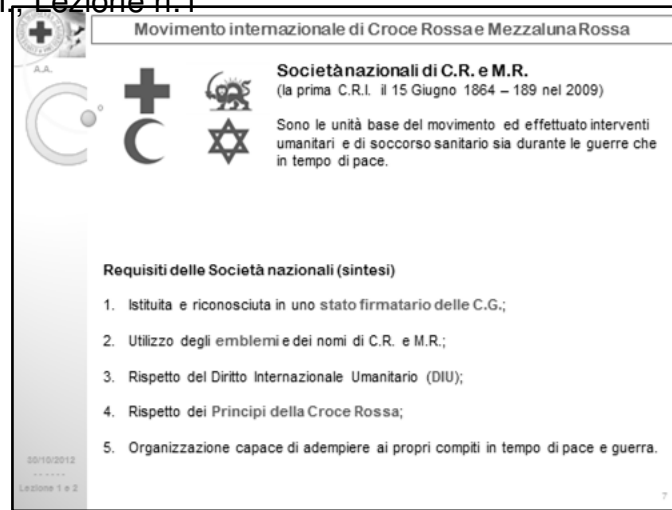 Lezione n.1
Movimento internazionale di Croce Rossa e Mezzaluna Rossa
A.A.
Società nazionali di C.R. e M.R.
(la prima C.R.I. il 15 Giugno 1864 – 189 nel 2009)
Sono le unità base del movimento ed effettuato interventi
umanitari e di soccorso sanitario sia durante le guerre che
in tempo di pace.
Requisiti delle Società nazionali (sintesi)
1. Istituita e riconosciuta in uno stato firmatario delle C.G.;
2. Utilizzo degli emblemi e dei nomi di C.R. e M.R.;
3. Rispetto del Diritto Internazionale Umanitario (DIU);
4. Rispetto dei Principi della Croce Rossa;
5. Organizzazione capace di adempiere ai propri compiti in tempo di pace e guerra.
30/10/2012
------
Lezione 1 e 2
7